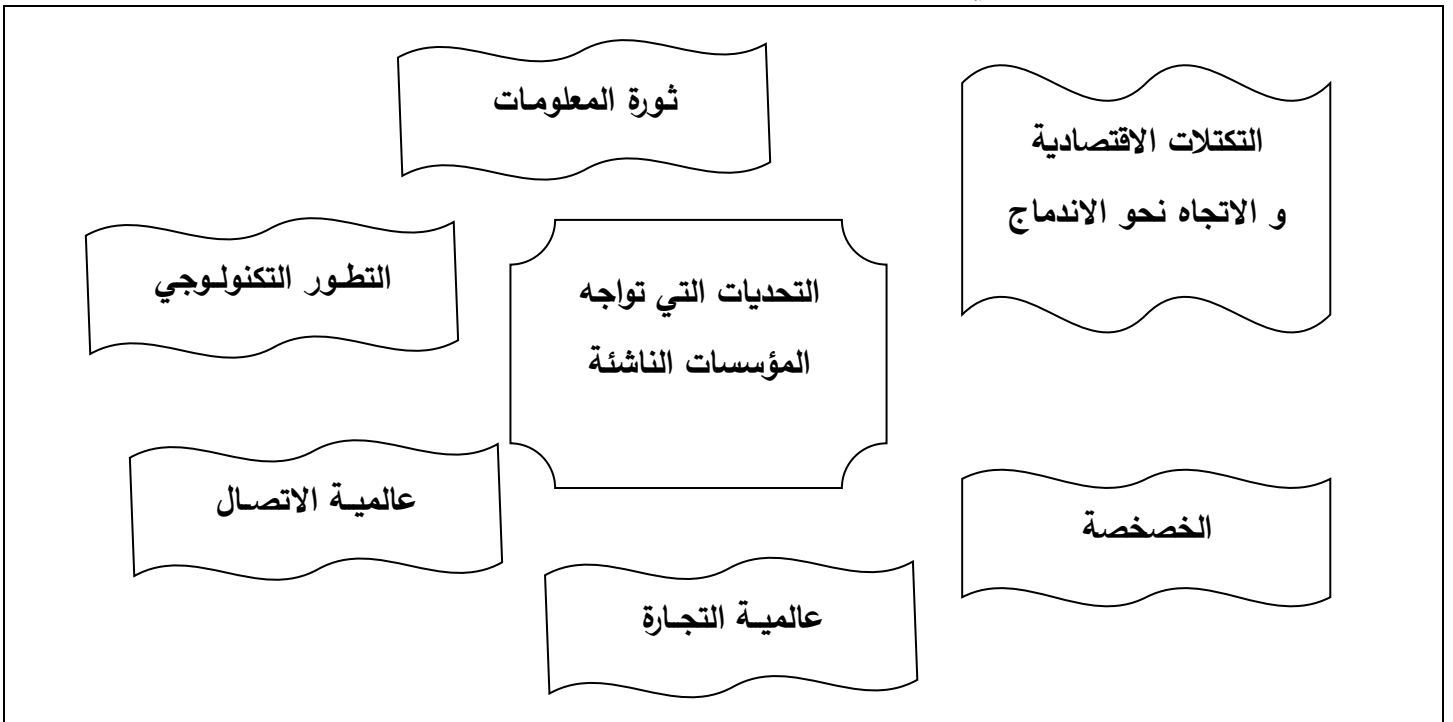 ثورة المعلومات
التكتلات الاقتصادية
و الاتجاه نحو الاندماج
التطور التكنولوجي
التحديات التي تواجه
المؤسسات الناشئة
عالمية الاتصال
الخصخصة
عالمية التجارة